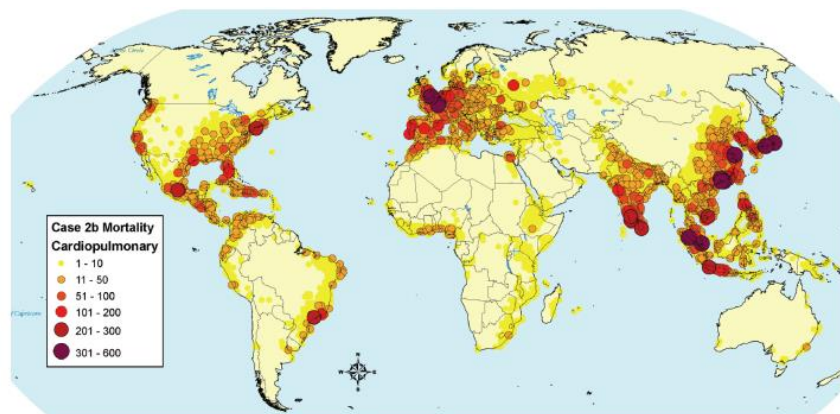 Case 2b Mortality
Cardiopulmonary
1 - 10
11 - 50
51 - 100
101 - 200
201 - 300
301 - 600
N
W
E
S